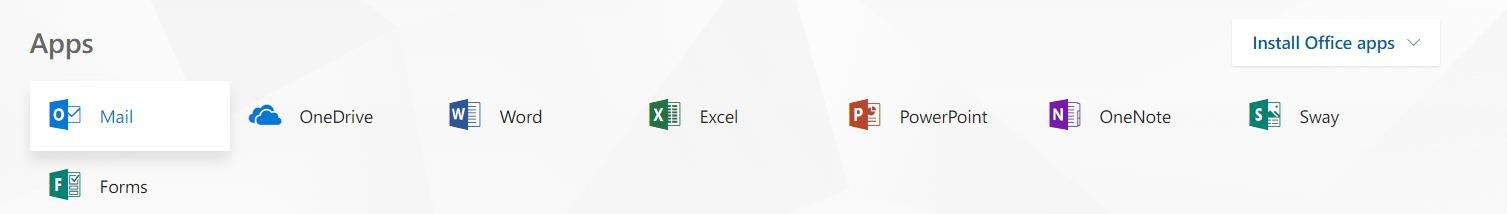 Apps
Install Office apps
Mail
OneDrive
Word
Excel
PowerPoint
OneNote
Sway
Forms